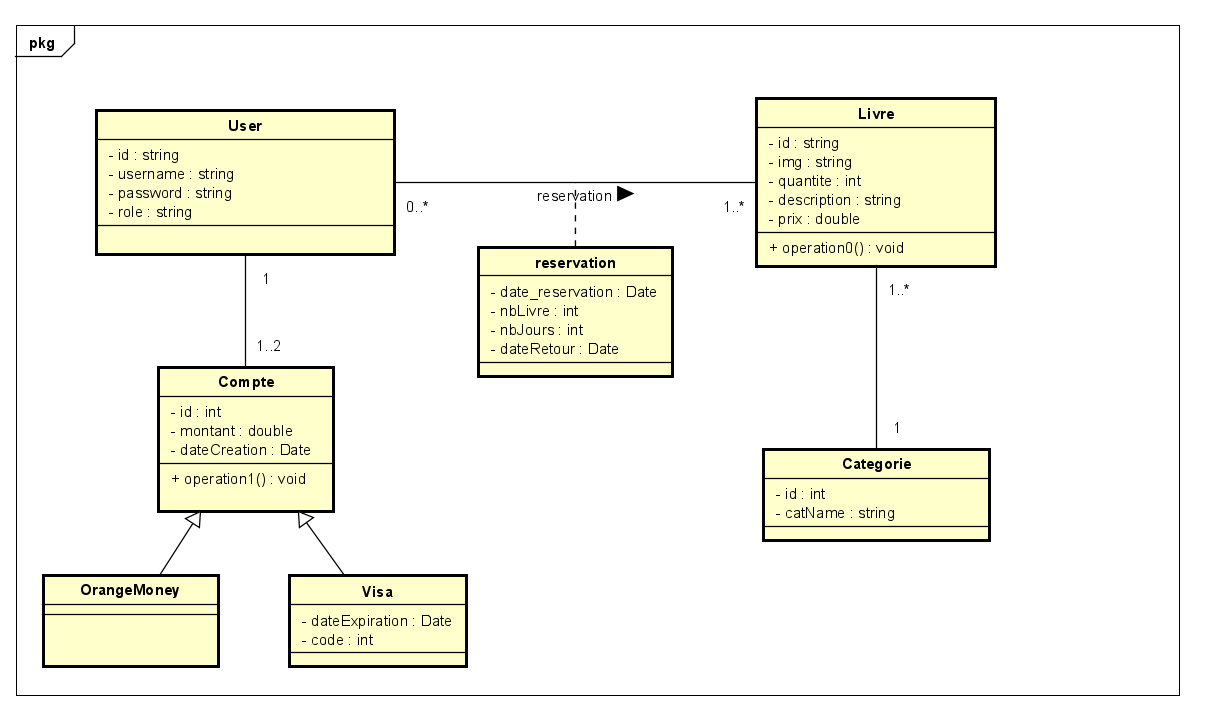 pkg
User
- id : string
- username : string
- password : string
- role : string
0..*
reservation
1..*
Livre
- id : string
- img : string
- quantite : int
- description : string
- prix : double
+ operation0() : void
reservation
- date_reservation : Date
- nbLivre : int
- nbJours : int
- dateRetour : Date
1
1..2
1..*
1
Compte
- id : int
- montant : double
- dateCreation : Date
+ operation1() : void
Categorie
- id : int
- catName : string
OrangeMoney
Visa
- dateExpiration : Date
- code : int